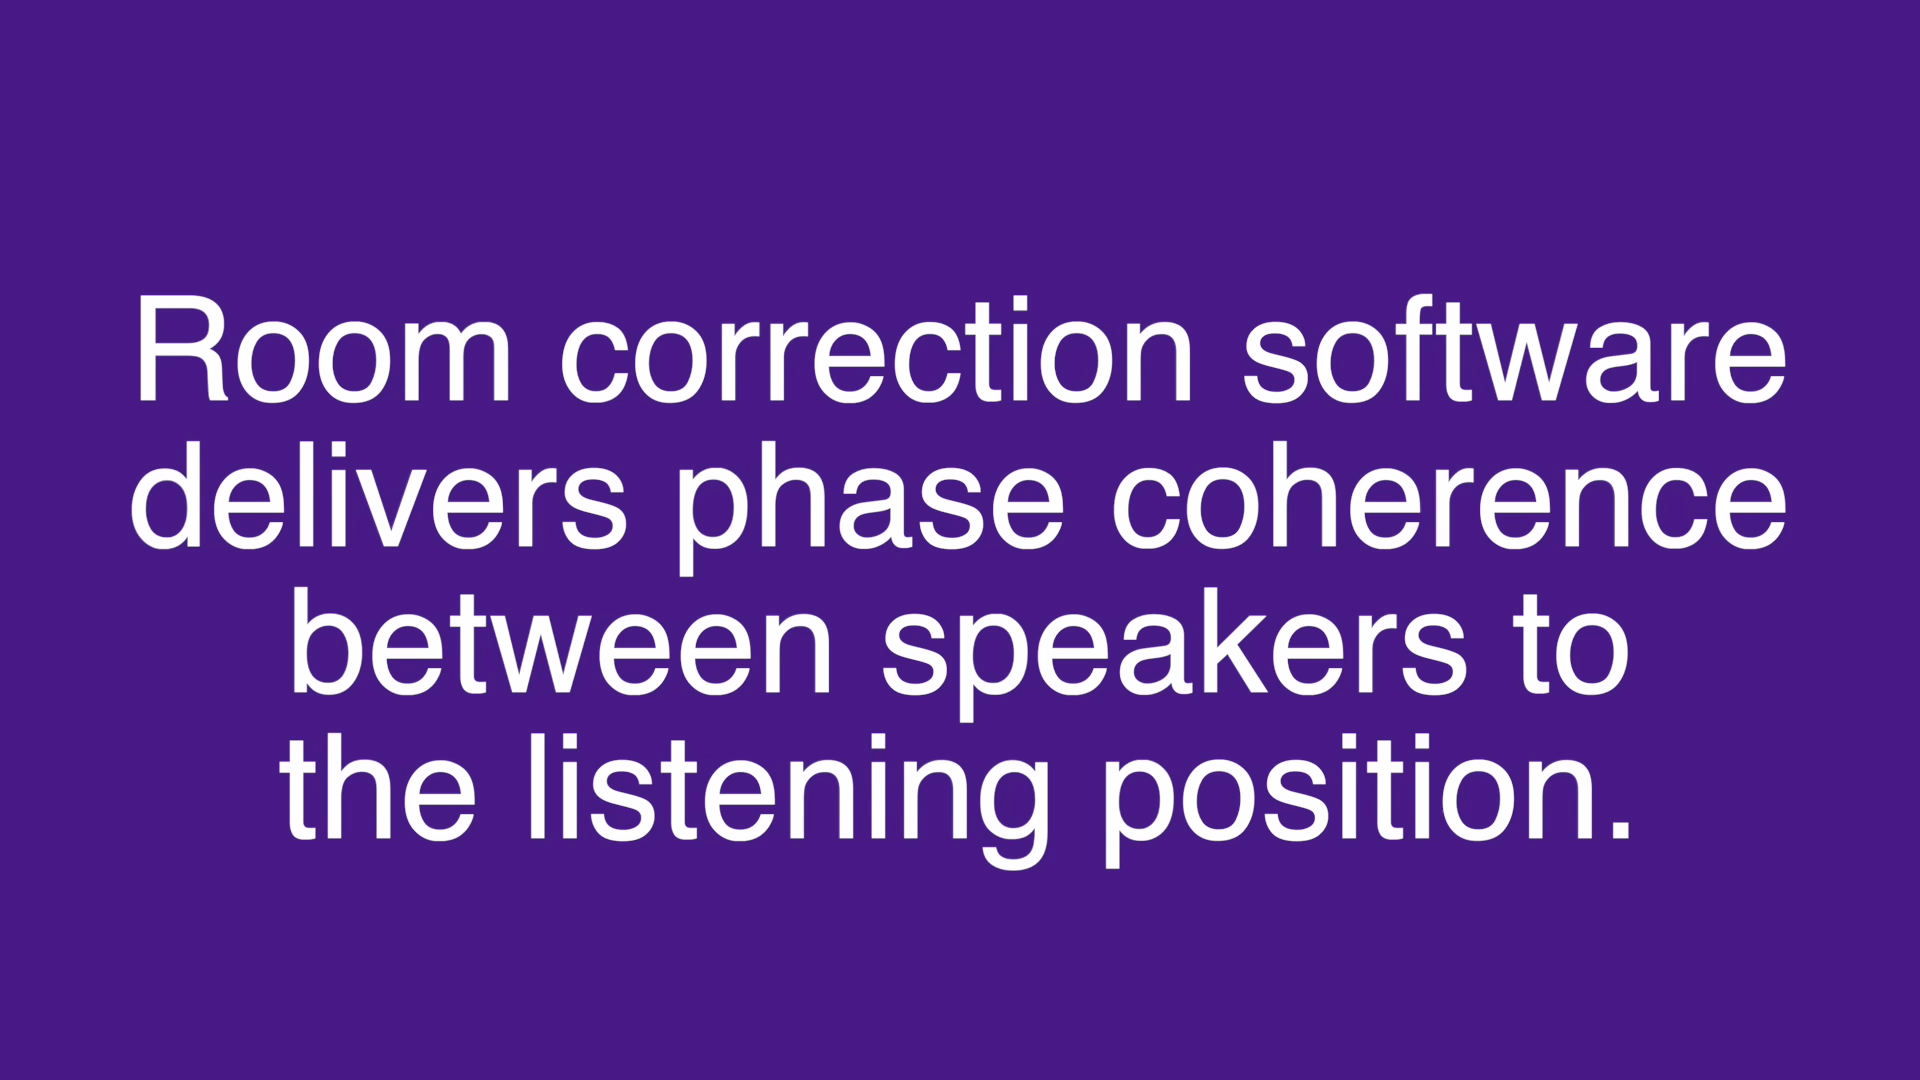 Room correction software
delivers phase coherence
between speakers to
the listening position.